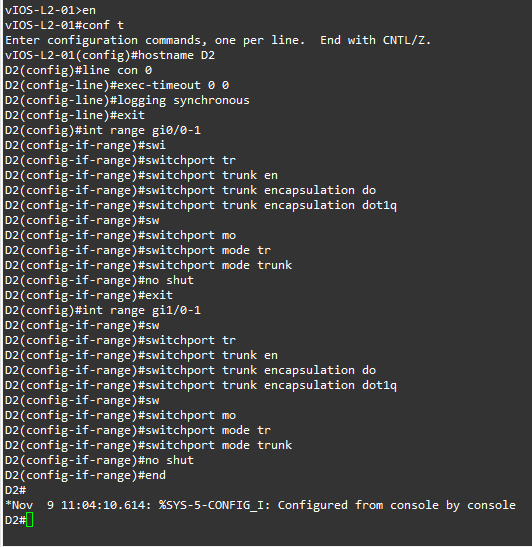 vIOS-L2-01>en
vIOS-L2-01#conf t
Enter configuration commands, one per line.  End with CNTL/Z.
vIOS-L2-01(config)#hostname D2
D2(config)#line con 0
D2(config-line)#exec-timeout 0 0
D2(config-line)#logging synchronous
D2(config-line)#exit
D2(config)#int range gi0/0-1
D2(config-if-range)#swi
D2(config-if-range)#switchport tr
D2(config-if-range)#switchport trunk en
D2(config-if-range)#switchport trunk encapsulation do
D2(config-if-range)#switchport trunk encapsulation dot1q
D2(config-if-range)#sw
D2(config-if-range)#switchport mo
D2(config-if-range)#switchport mode tr
D2(config-if-range)#switchport mode trunk
D2(config-if-range)#no shut
D2(config-if-range)#exit
D2(config)#int range gi1/0-1
D2(config-if-range)#sw
D2(config-if-range)#switchport tr
D2(config-if-range)#switchport trunk en
D2(config-if-range)#switchport trunk encapsulation do
D2(config-if-range)#switchport trunk encapsulation dot1q
D2(config-if-range)#sw
D2(config-if-range)#switchport mo
D2(config-if-range)#switchport mode tr
D2(config-if-range)#switchport mode trunk
D2(config-if-range)#no shut
D2(config-if-range)#end
D2#
*Nov  9 11:04:10.614: %SYS-5-CONFIG_I: Configured from console by console
D2#